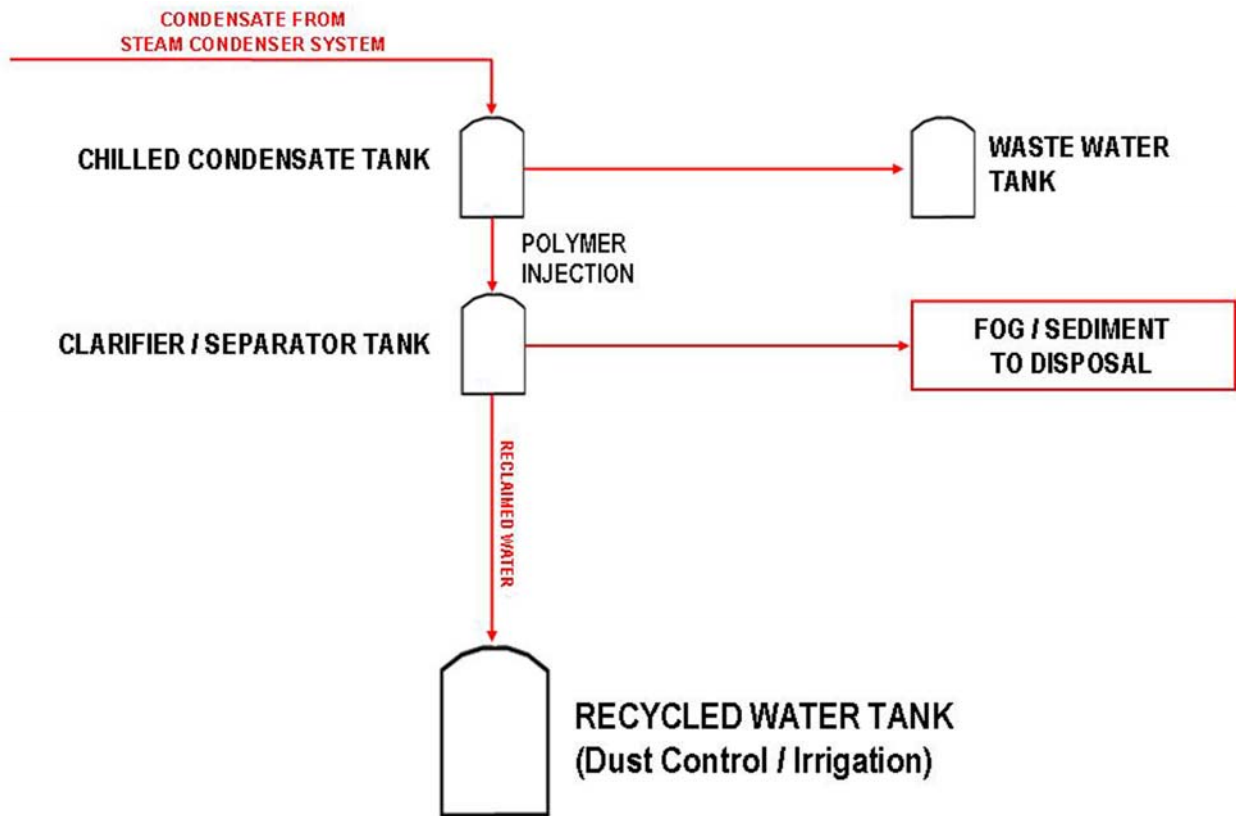 CONDENSATE FROM
STEAM CONDENSER SYSTEM
CHILLED CONDENSATE TANK
WASTE WATER
TANK
POLYMER
INJECTION
CLARIFIER / SEPARATOR TANK
FOG / SEDIMENT
TO DISPOSAL
RECLAIMED WATER
RECYCLED WATER TANK
(Dust Control / Irrigation)